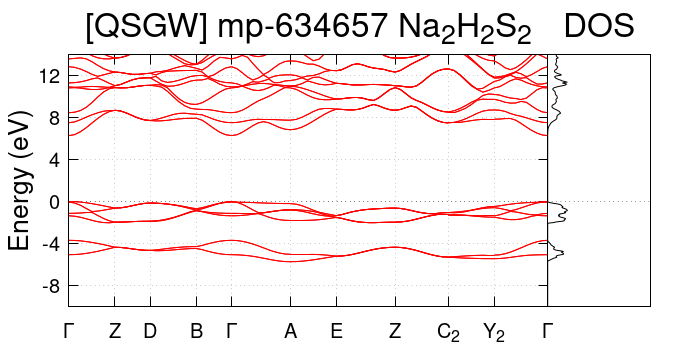 [QSGW] mp-634657 Na₂H₂S₂ DOS
Energy (eV)
12
8
4
0
-4
-8
Γ Z D B Γ A E Z C₂ Y₂ Γ